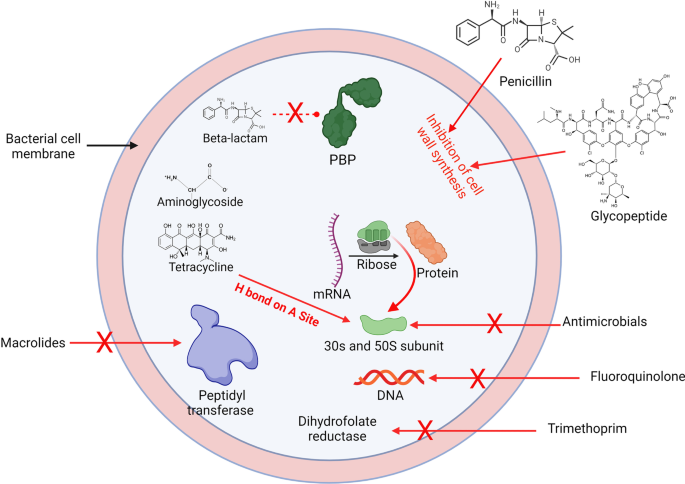 NH₂
Penicillin
Bacterial cell
membrane
Beta-lactam
PBP
Inhibition of cell
wall synthesis
Glycopeptide
Aminoglycoside
Tetracycline
H bond on A Site
mRNA
Ribose
Protein
30s and 50S subunit
Antimicrobials
Macrolides
Peptidyl
transferase
DNA
Fluoroquinolone
Dihydrofolate
reductase
Trimethoprim